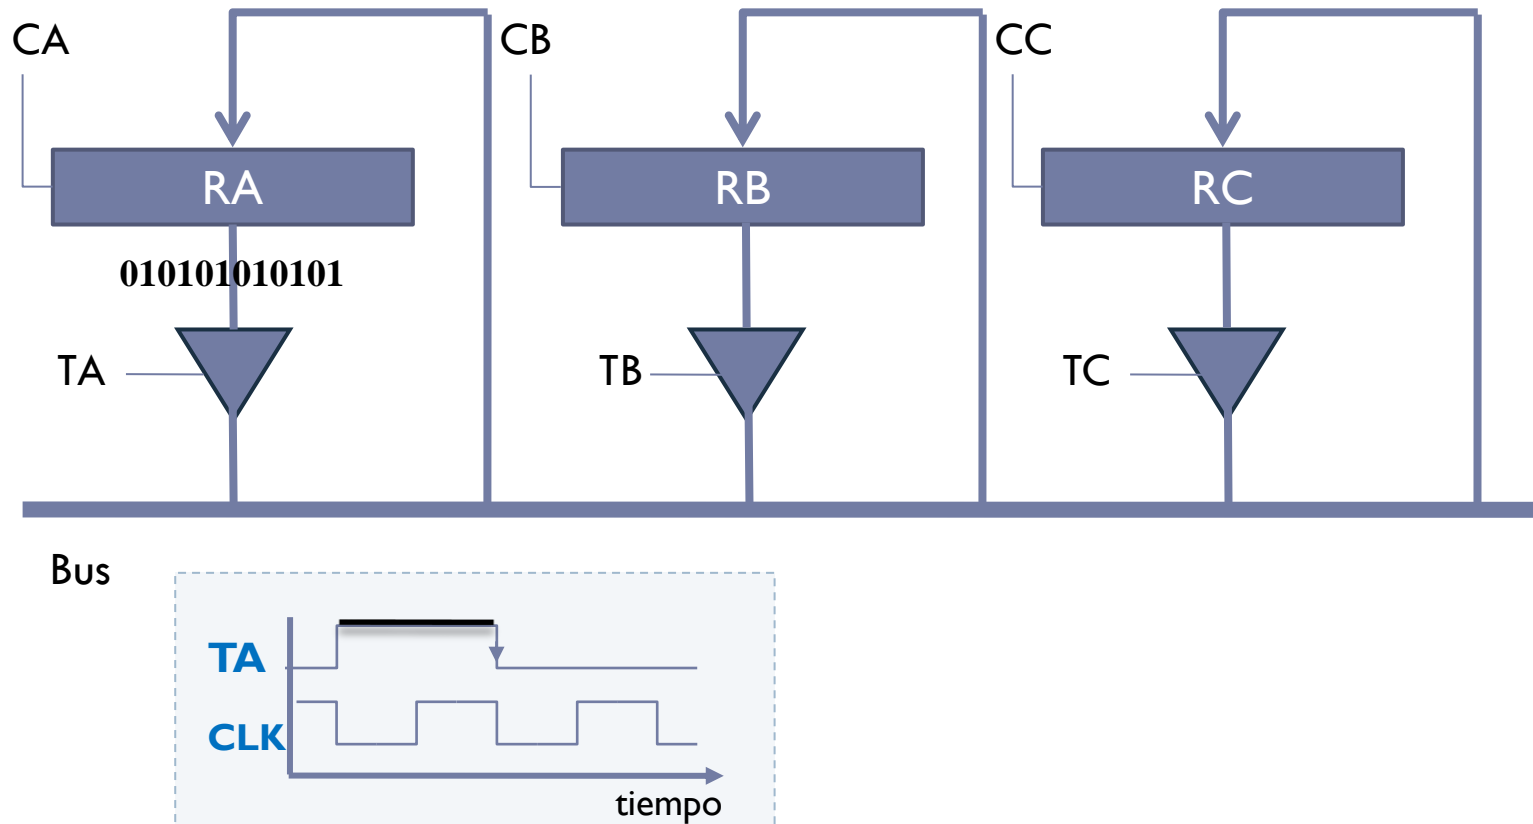 CA CB CC
RA RB RC
010101010101
TA TB TC
Bus
TA
CLK
tiempo